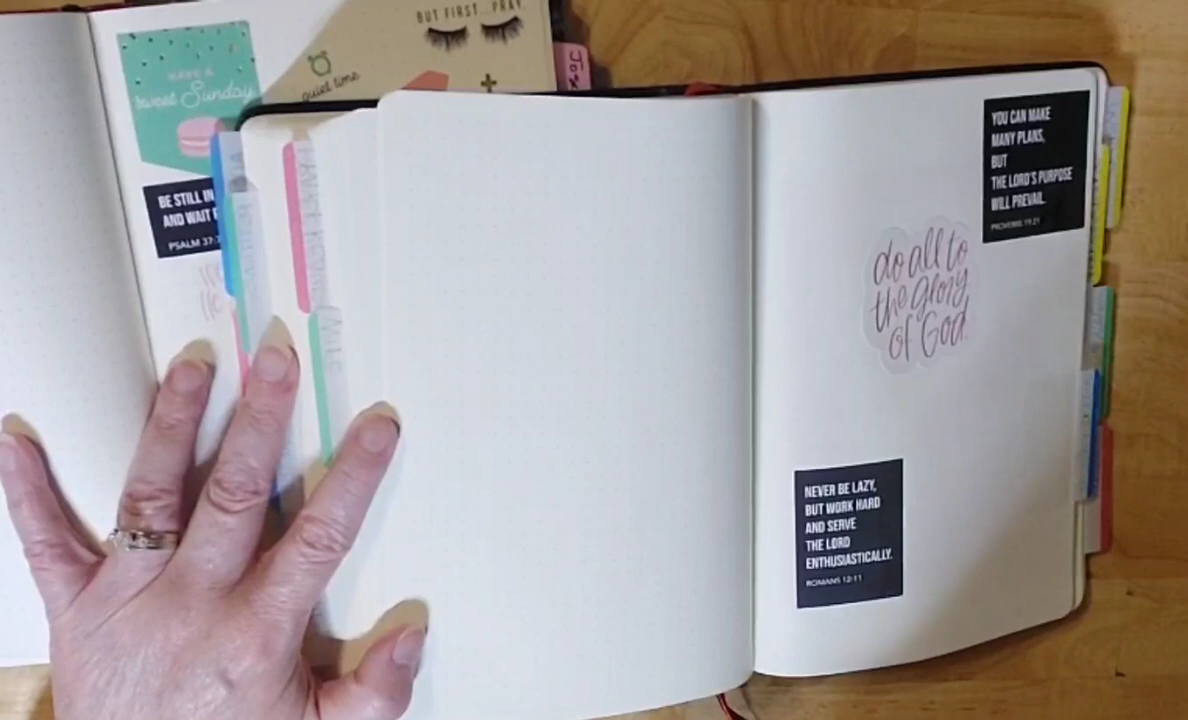 BUT FIRST... PRAY
quiet time
HAVE A
sweet Sunday
BE STILL IN
AND WAIT
PSALM 37:7
YOU CAN MAKE
MANY PLANS,
BUT
THE LORD'S PURPOSE
WILL PREVAIL.
PROVERBS 19:21
do all to
the glory
of God.
NEVER BE LAZY,
BUT WORK HARD
AND SERVE
THE LORD
ENTHUSIASTICALLY.
ROMANS 12:11